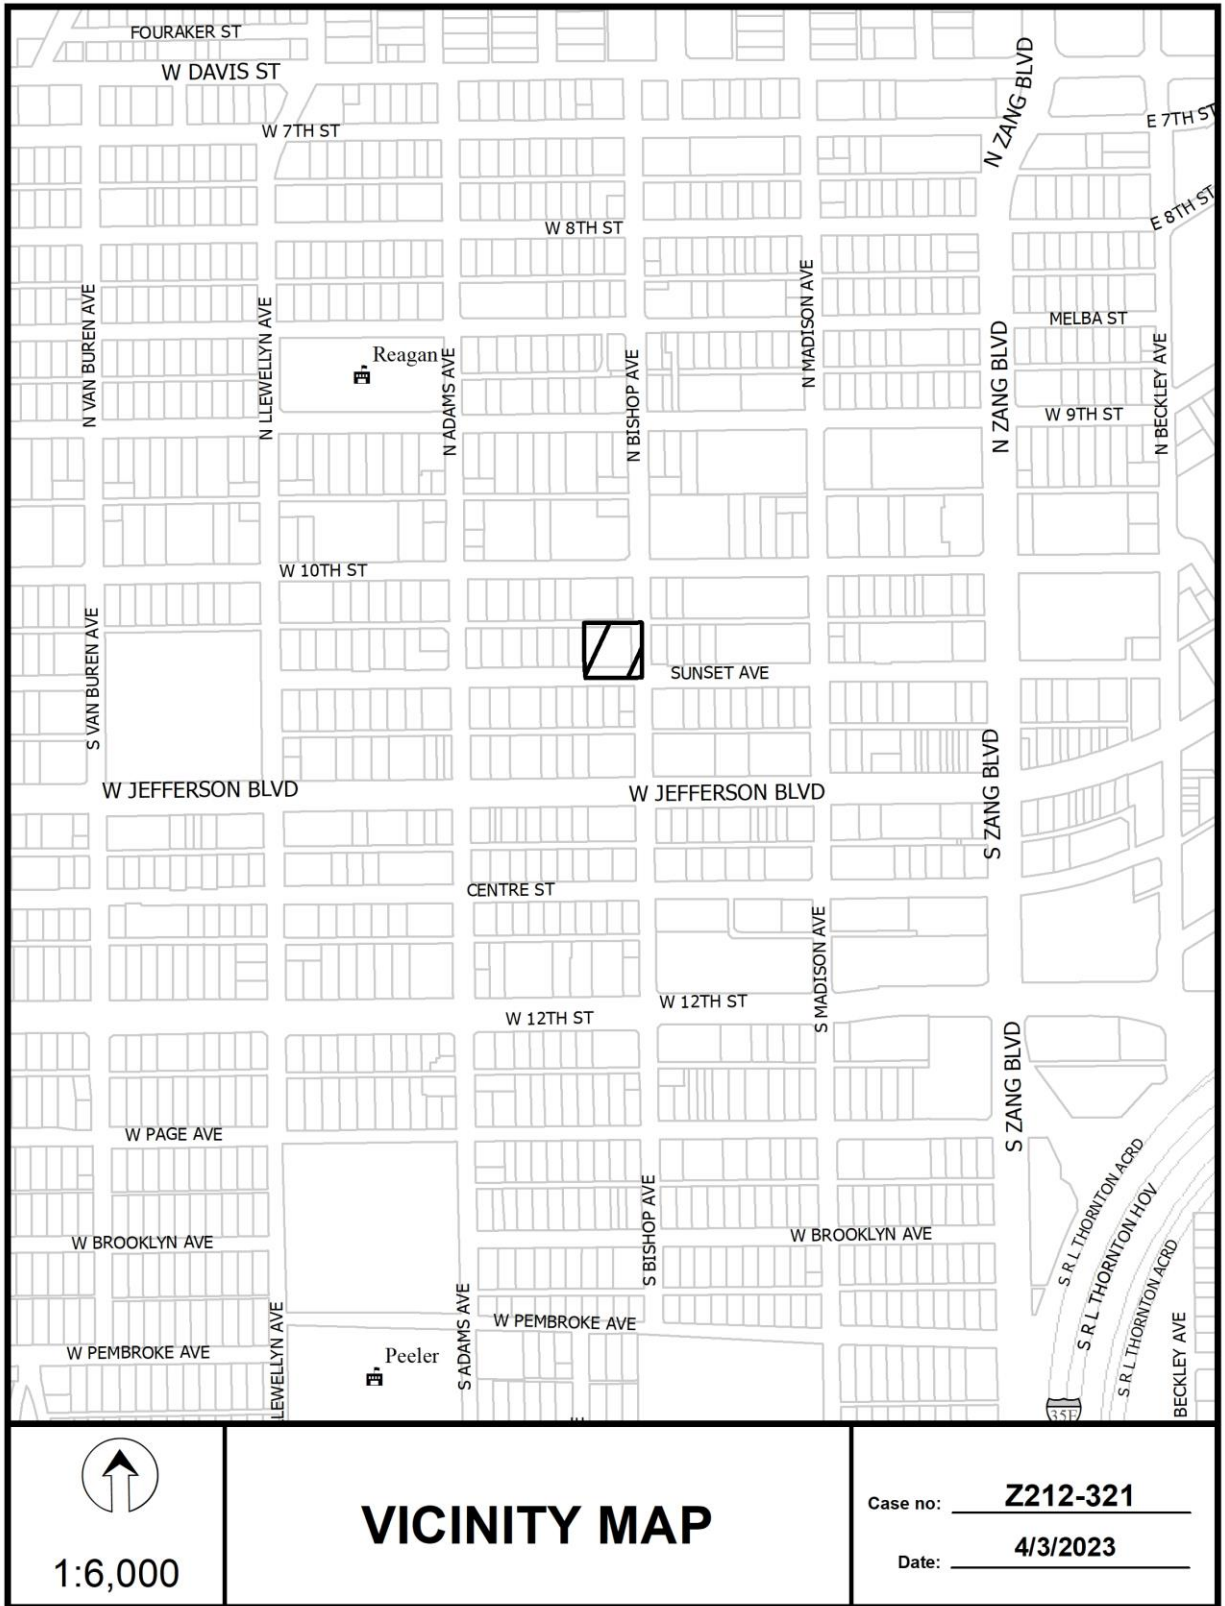 FOURAKER ST
W DAVIS ST
N ZANG BLVD
E 7TH ST
W 7TH ST
E 8TH ST
W 8TH ST
N VAN BUREN AVE
N LLEWELLYN AVE
N MADISON AVE
MELBA ST
Reagan
N ADAMS AVE
N BISHOP AVE
N ZANG BLVD
N BECKLEY AVE
W 9TH ST
W 10TH ST
S VAN BUREN AVE
SUNSET AVE
S ZANG BLVD
W JEFFERSON BLVD
W JEFFERSON BLVD
CENTRE ST
S MADISON AVE
W 12TH ST
W 12TH ST
S ZANG BLVD
W PAGE AVE
S R L THORNTON ACRD
S BISHOP AVE
S R L THORNTON HOV
W BROOKLYN AVE
W BROOKLYN AVE
S R L THORNTON ACRD
S ADAMS AVE
LLEWELLYN AVE
W PEMBROKE AVE
W PEMBROKE AVE
Peeler
BECKLEY AVE
35E
1:6,000
VICINITY MAP
Case no: Z212-321
Date: 4/3/2023